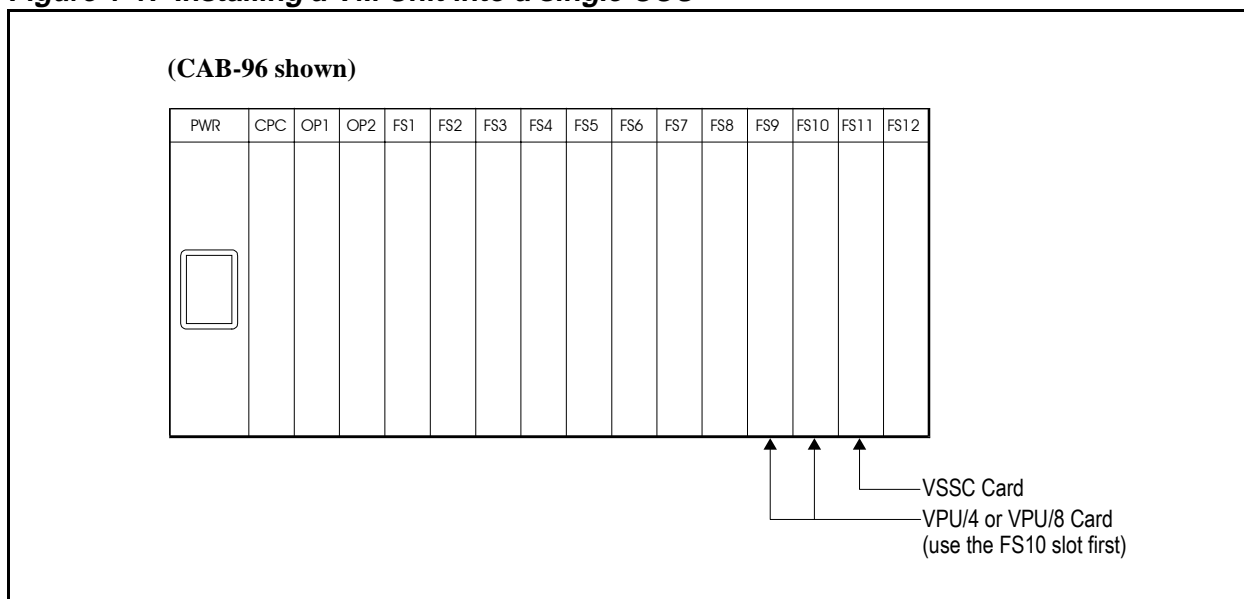 (CAB-96 shown)
PWR CPC OP1 OP2 FS1 FS2 FS3 FS4 FS5 FS6 FS7 FS8 FS9 FS10 FS11 FS12
VSSC Card
VPU/4 or VPU/8 Card
(use the FS10 slot first)